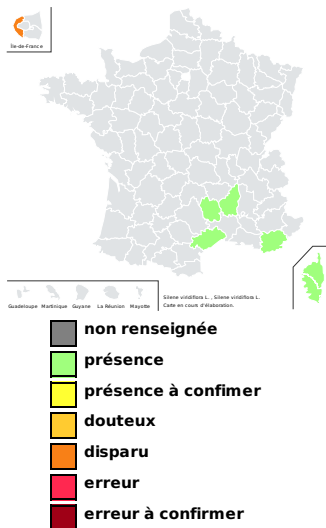 Île-de-France
Guadeloupe Martinique Guyane La Réunion Mayotte
Silene viridiflora L. , Silene viridiflora L.
Carte en cours d'élaboration.
non renseignée
présence
présence à confimer
douteux
disparu
erreur
erreur à confirmer